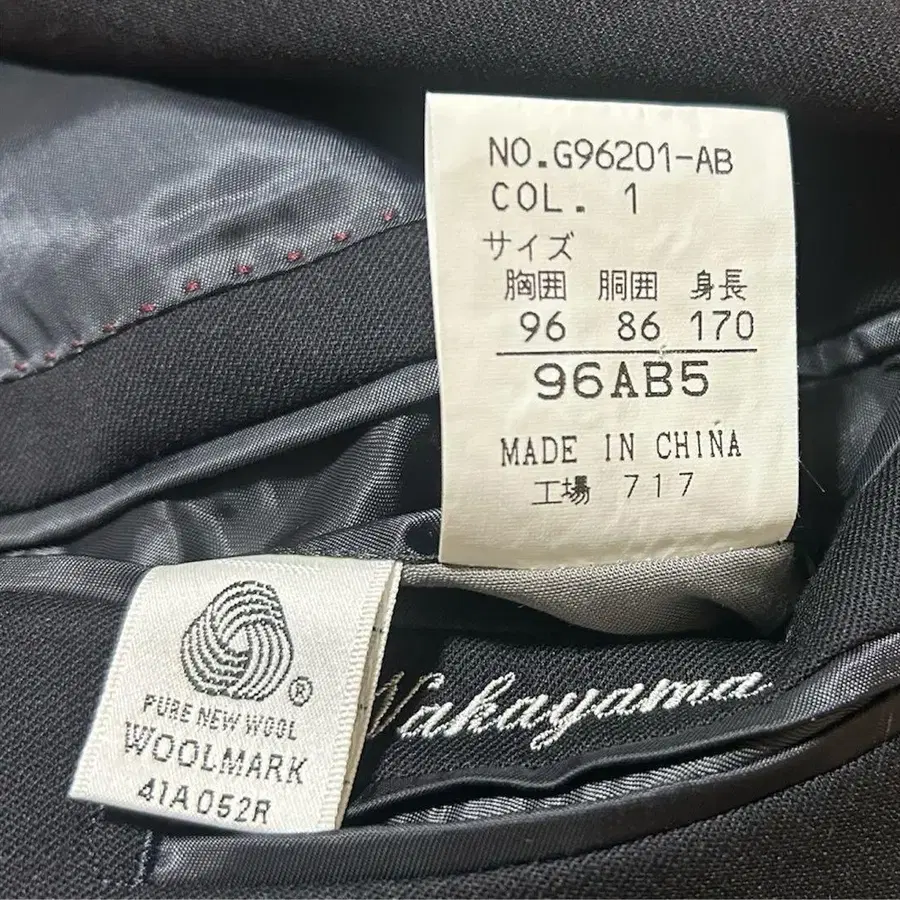 NO.G96201-AB
COL. 1
サイズ
胸囲 胴囲 身長
96 86 170
96AB5
MADE IN CHINA
工場 717
®
PURE NEW WOOL
WOOLMARK
41A052R
Nakayama